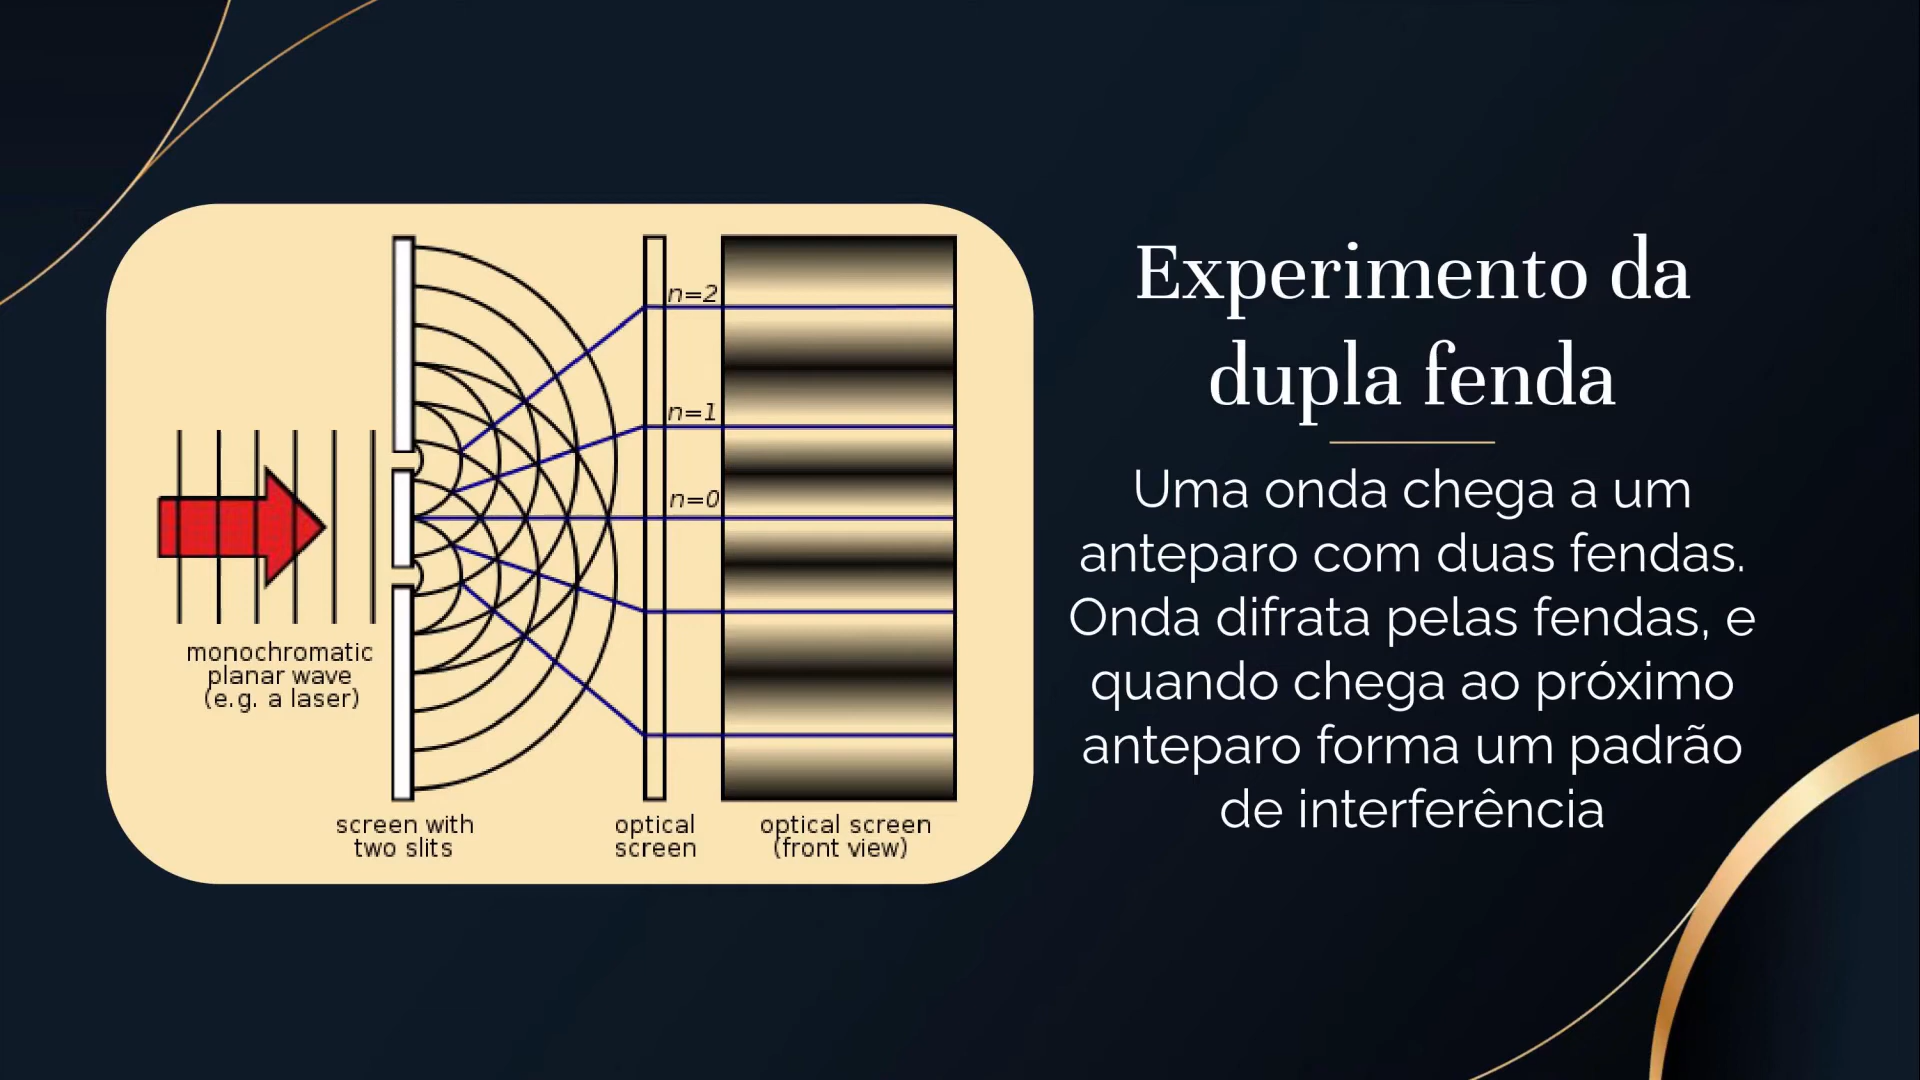 Experimento da
dupla fenda
Uma onda chega a um
anteparo com duas fendas.
Onda difrata pelas fendas, e
quando chega ao próximo
anteparo forma um padrão
de interferência
n=2
n=1
n=0
monochromatic
planar wave
(e.g. a laser)
screen with
two slits
optical
screen
optical screen
(front view)